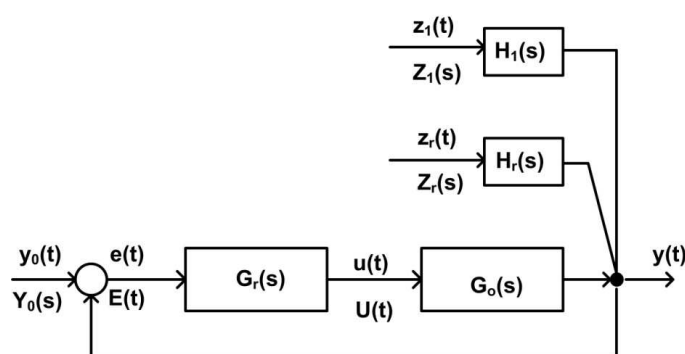 z₁(t)
H₁(s)
Z₁(s)
zᵣ(t)
Hᵣ(s)
Zᵣ(s)
y₀(t)
e(t)
Gᵣ(s)
u(t)
Gₒ(s)
y(t)
Y₀(s)
E(t)
U(t)